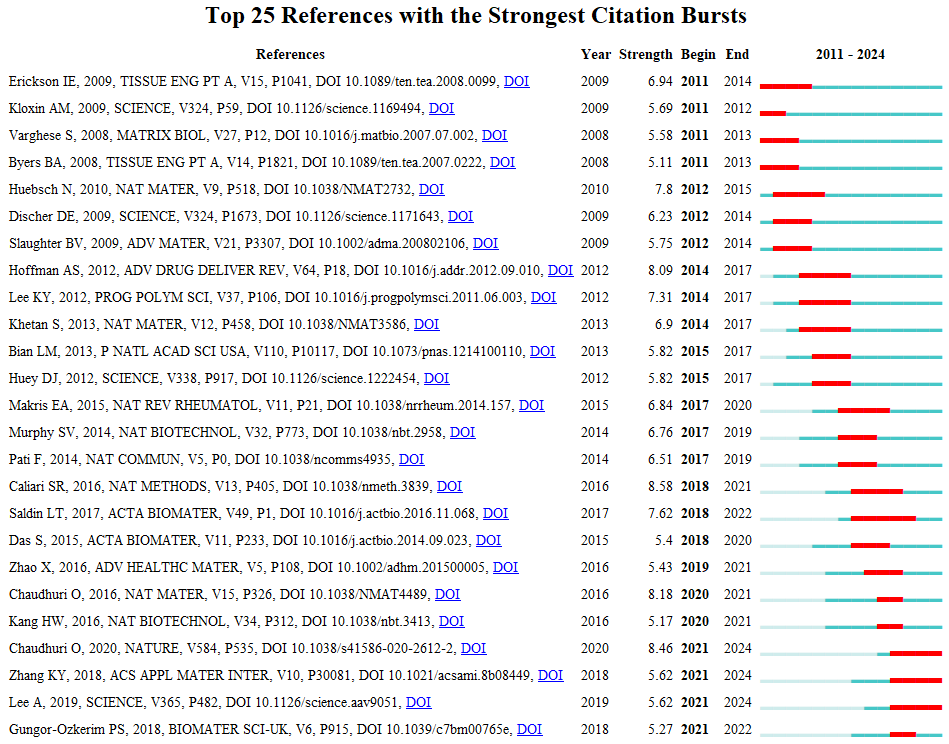 Top 25 References with the Strongest Citation Bursts
References Year Strength Begin End 2011 - 2024
Erickson IE, 2009, TISSUE ENG PT A, V15, P1041, DOI 10.1089/ten.tea.2008.0099, DOI 2009 6.94 2011 2014
Kloxin AM, 2009, SCIENCE, V324, P59, DOI 10.1126/science.1169494, DOI 2009 5.69 2011 2012
Varghese S, 2008, MATRIX BIOL, V27, P12, DOI 10.1016/j.matbio.2007.07.002, DOI 2008 5.58 2011 2013
Byers BA, 2008, TISSUE ENG PT A, V14, P1821, DOI 10.1089/ten.tea.2007.0222, DOI 2008 5.11 2011 2013
Huebsch N, 2010, NAT MATER, V9, P518, DOI 10.1038/NMAT2732, DOI 2010 7.8 2012 2015
Discher DE, 2009, SCIENCE, V324, P1673, DOI 10.1126/science.1171643, DOI 2009 6.23 2012 2014
Slaughter BV, 2009, ADV MATER, V21, P3307, DOI 10.1002/adma.200802106, DOI 2009 5.75 2012 2014
Hoffman AS, 2012, ADV DRUG DELIVER REV, V64, P18, DOI 10.1016/j.addr.2012.09.010, DOI 2012 8.09 2014 2017
Lee KY, 2012, PROG POLYM SCI, V37, P106, DOI 10.1016/j.progpolymsci.2011.06.003, DOI 2012 7.31 2014 2017
Khetan S, 2013, NAT MATER, V12, P458, DOI 10.1038/NMAT3586, DOI 2013 6.9 2014 2017
Bian LM, 2013, P NATL ACAD SCI USA, V110, P10117, DOI 10.1073/pnas.1214100110, DOI 2013 5.82 2015 2017
Huey DJ, 2012, SCIENCE, V338, P917, DOI 10.1126/science.1222454, DOI 2012 5.82 2015 2017
Makris EA, 2015, NAT REV RHEUMATOL, V11, P21, DOI 10.1038/nrrheum.2014.157, DOI 2015 6.84 2017 2020
Murphy SV, 2014, NAT BIOTECHNOL, V32, P773, DOI 10.1038/nbt.2958, DOI 2014 6.76 2017 2019
Pati F, 2014, NAT COMMUN, V5, P0, DOI 10.1038/ncomms4935, DOI 2014 6.51 2017 2019
Caliari SR, 2016, NAT METHODS, V13, P405, DOI 10.1038/nmeth.3839, DOI 2016 8.58 2018 2021
Saldin LT, 2017, ACTA BIOMATER, V49, P1, DOI 10.1016/j.actbio.2016.11.068, DOI 2017 7.62 2018 2022
Das S, 2015, ACTA BIOMATER, V11, P233, DOI 10.1016/j.actbio.2014.09.023, DOI 2015 5.4 2018 2020
Zhao X, 2016, ADV HEALTHC MATER, V5, P108, DOI 10.1002/adhm.201500005, DOI 2016 5.43 2019 2021
Chaudhuri O, 2016, NAT MATER, V15, P326, DOI 10.1038/NMAT4489, DOI 2016 8.18 2020 2021
Kang HW, 2016, NAT BIOTECHNOL, V34, P312, DOI 10.1038/nbt.3413, DOI 2016 5.17 2020 2021
Chaudhuri O, 2020, NATURE, V584, P535, DOI 10.1038/s41586-020-2612-2, DOI 2020 8.46 2021 2024
Zhang KY, 2018, ACS APPL MATER INTER, V10, P30081, DOI 10.1021/acsami.8b08449, DOI 2018 5.62 2021 2024
Lee A, 2019, SCIENCE, V365, P482, DOI 10.1126/science.aav9051, DOI 2019 5.62 2021 2024
Gungor-Ozkerim PS, 2018, BIOMATER SCI-UK, V6, P915, DOI 10.1039/c7bm00765e, DOI 2018 5.27 2021 2022